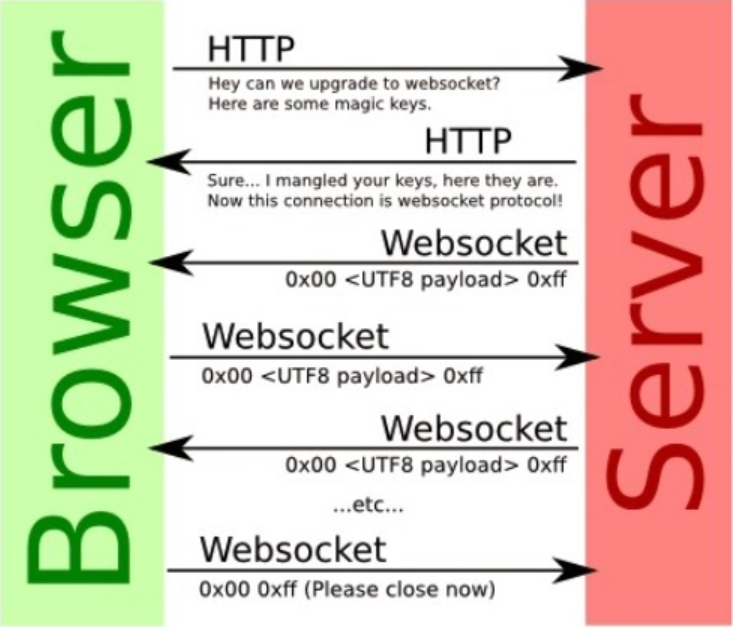 Browser
Server
HTTP
Hey can we upgrade to websocket?
Here are some magic keys.
HTTP
Sure... I mangled your keys, here they are.
Now this connection is websocket protocol!
Websocket
0x00 <UTF8 payload> 0xff
Websocket
0x00 <UTF8 payload> 0xff
Websocket
0x00 <UTF8 payload> 0xff
...etc...
Websocket
0x00 0xff (Please close now)